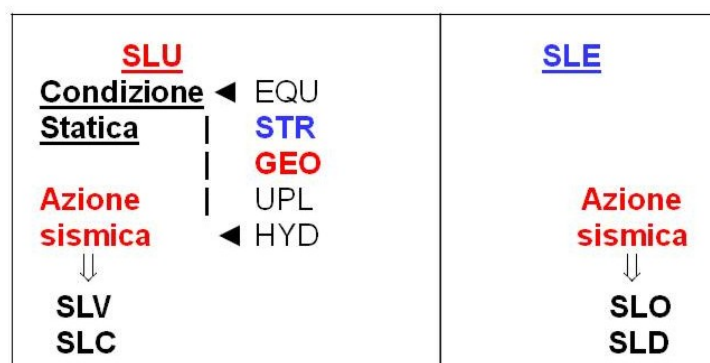 SLU
Condizione ◄ EQU
Statica | STR
| GEO
Azione | UPL
sismica ◄ HYD
⇓
SLV
SLC
SLE
Azione
sismica
⇓
SLO
SLD